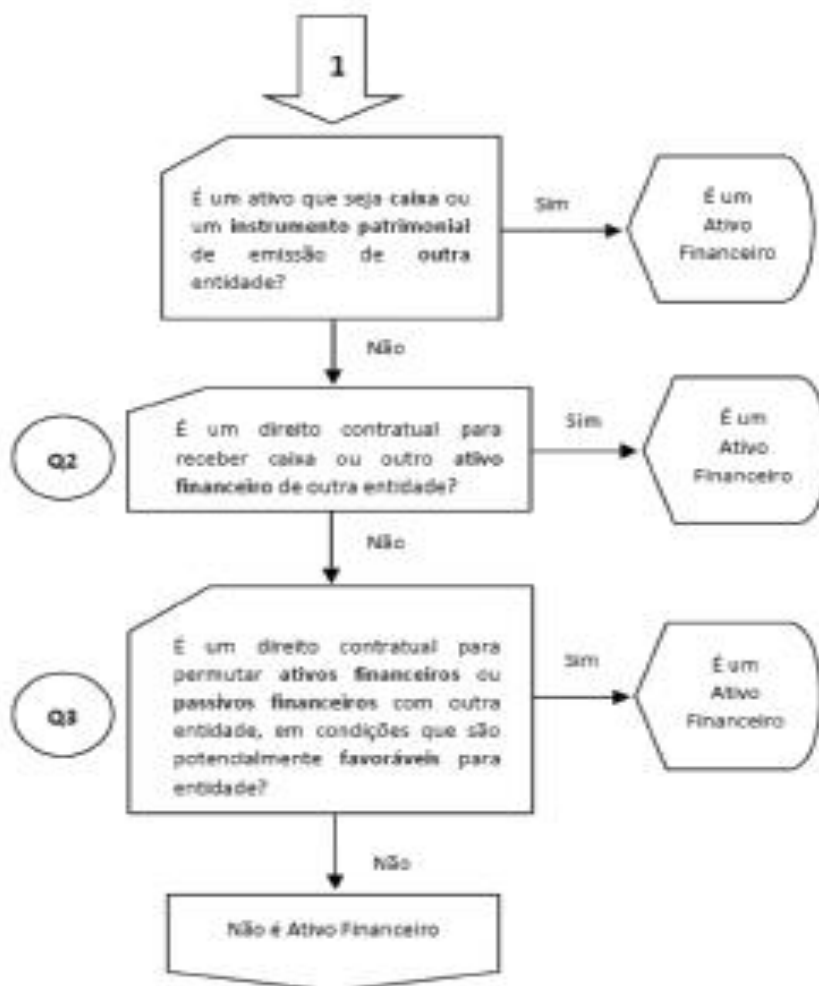 1
É um ativo que seja caixa ou
um instrumento patrimonial
de emissão de outra
entidade?
Sim
É um
Ativo
Financeiro
Não
Q2
É um direito contratual para
receber caixa ou outro ativo
financeiro de outra entidade?
Sim
É um
Ativo
Financeiro
Não
Q3
É um direito contratual para
permutar ativos financeiros ou
passivos financeiros com outra
entidade, em condições que são
potencialmente favoráveis para
entidade?
Sim
É um
Ativo
Financeiro
Não
Não é Ativo Financeiro